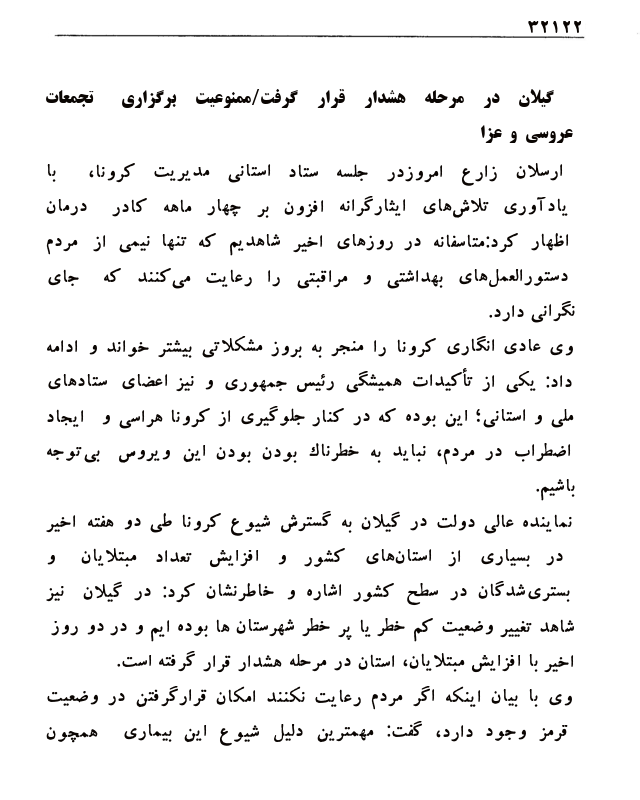 ۳۲۱۲۲
گیلان در مرحله هشدار قرار گرفت/ممنوعیت برگزاری تجمعات
عروسی و عزا
ارسلان زارع امروزدر جلسه ستاد استانی مدیریت کرونا، با
یادآوری تلاش‌های ایثارگرانه افزون بر چهار ماهه کادر درمان
اظهار کرد:متاسفانه در روزهای اخیر شاهدیم که تنها نیمی از مردم
دستورالعمل‌های بهداشتی و مراقبتی را رعایت می‌کنند که جای
نگرانی دارد.
وی عادی انگاری کرونا را منجر به بروز مشکلاتی بیشتر خواند و ادامه
داد: یکی از تأکیدات همیشگی رئیس جمهوری و نیز اعضای ستادهای
ملی و استانی؛ این بوده که در کنار جلوگیری از کرونا هراسی و ایجاد
اضطراب در مردم، نباید به خطرناك بودن بودن این ویروس بی‌توجه
باشیم.
نماینده عالی دولت در گیلان به گسترش شیوع کرونا طی دو هفته اخیر
در بسیاری از استان‌های کشور و افزایش تعداد مبتلایان و
بستری‌شدگان در سطح کشور اشاره و خاطرنشان کرد: در گیلان نیز
شاهد تغییر وضعیت کم خطر یا پر خطر شهرستان ها بوده ایم و در دو روز
اخیر با افزایش مبتلایان، استان در مرحله هشدار قرار گرفته است.
وی با بیان اینکه اگر مردم رعایت نکنند امکان قرارگرفتن در وضعیت
قرمز وجود دارد، گفت: مهمترین دلیل شیوع این بیماری همچون